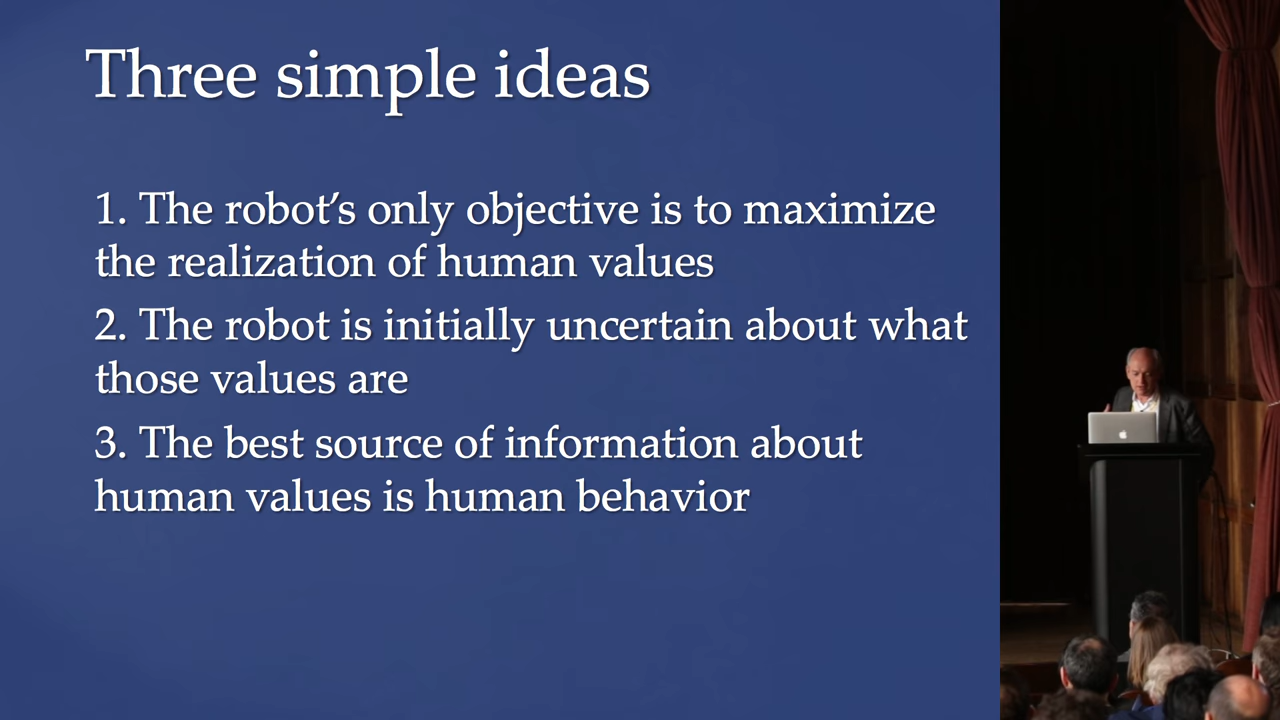 Three simple ideas
1. The robot’s only objective is to maximize
the realization of human values
2. The robot is initially uncertain about what
those values are
3. The best source of information about
human values is human behavior